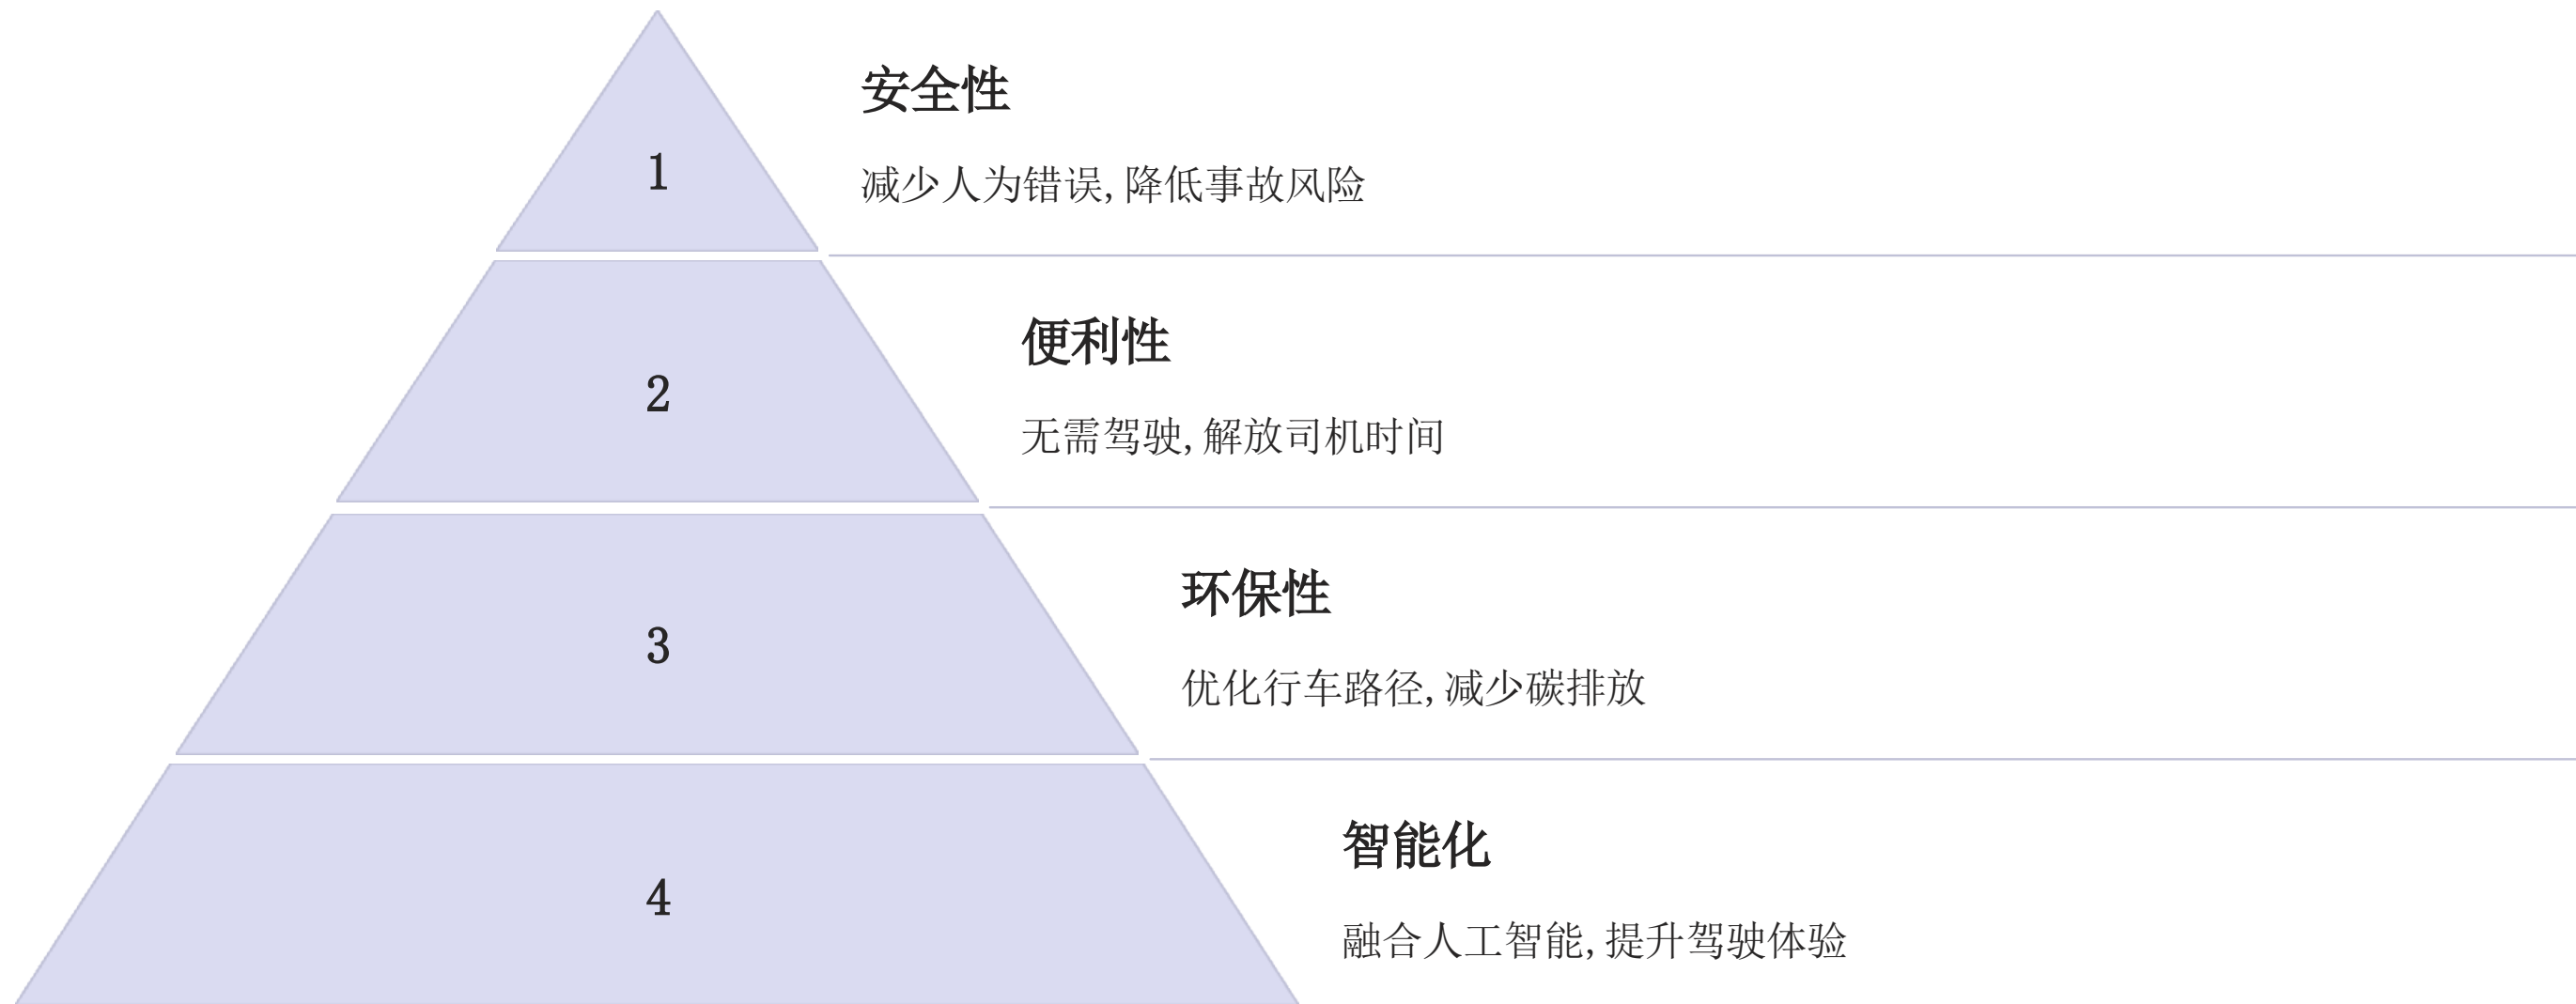 1
安全性
减少人为错误,降低事故风险
2
便利性
无需驾驶,解放司机时间
3
环保性
优化行车路径,减少碳排放
4
智能化
融合人工智能,提升驾驶体验